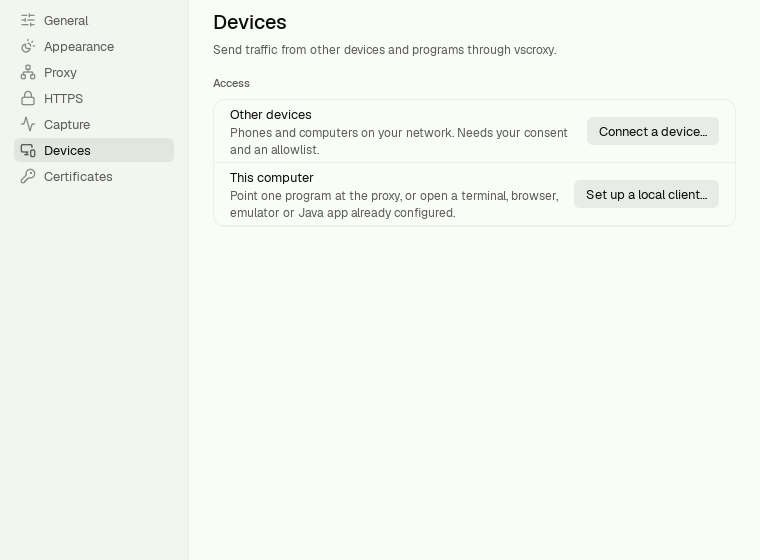 General
Appearance
Proxy
HTTPS
Capture
Devices
Certificates
Devices
Send traffic from other devices and programs through vscroxy.
Access
Other devices
Phones and computers on your network. Needs your consent
and an allowlist.
Connect a device…
This computer
Point one program at the proxy, or open a terminal, browser,
emulator or Java app already configured.
Set up a local client…